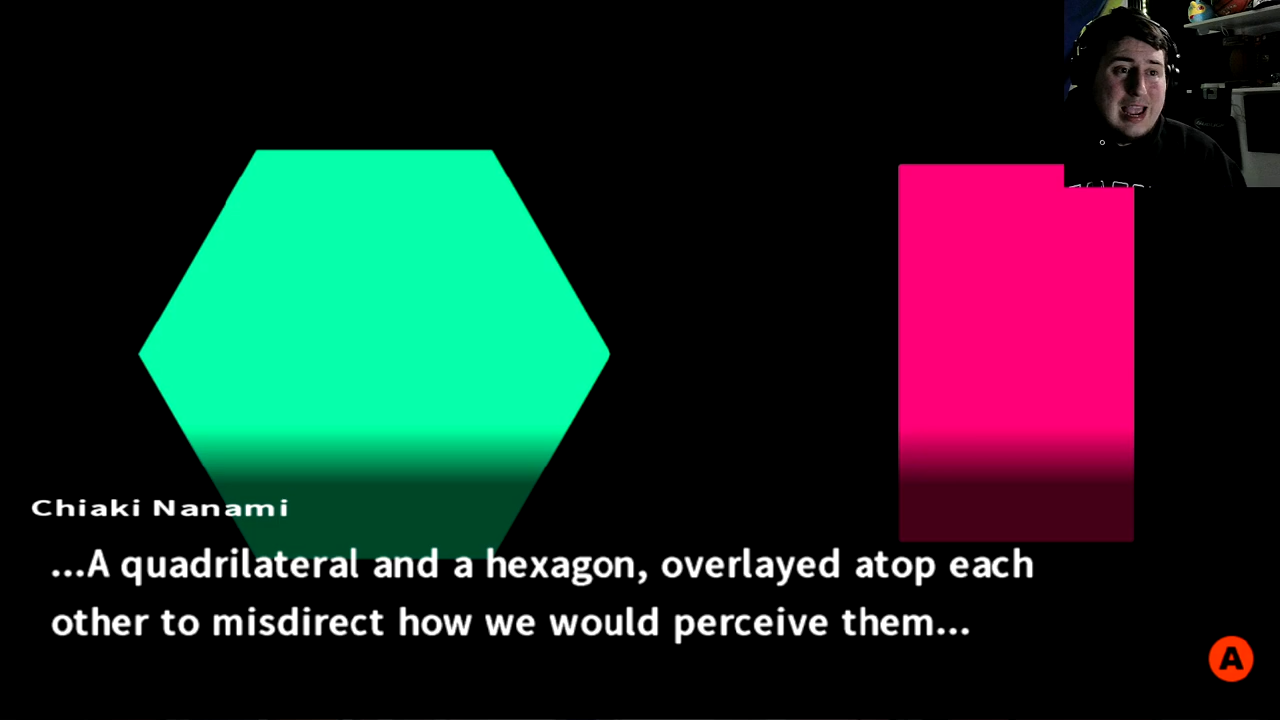 Chiaki Nanami
...A quadrilateral and a hexagon, overlayed atop each
other to misdirect how we would perceive them...
A